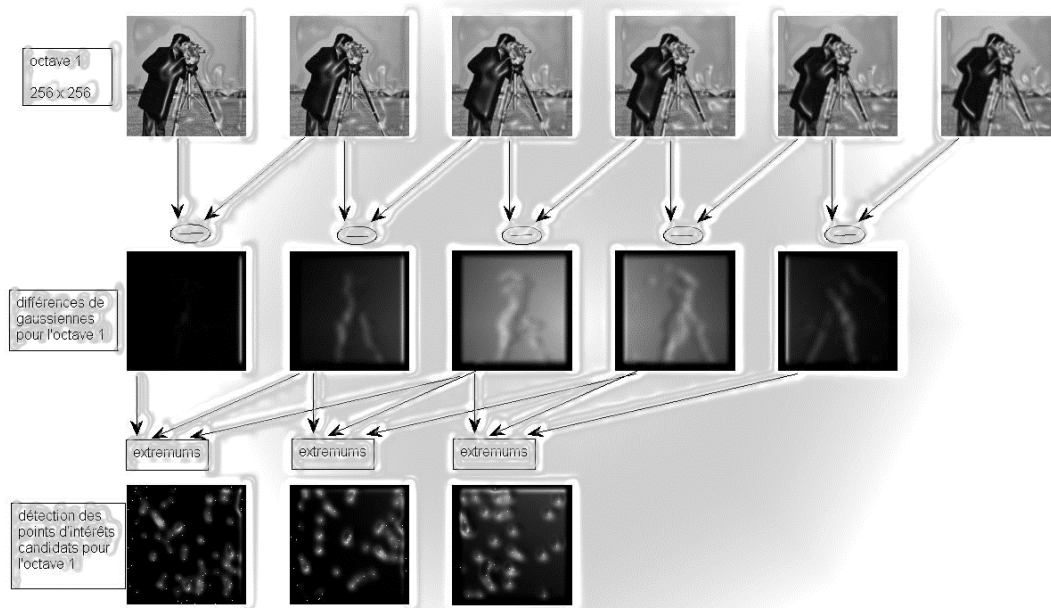 octave 1
256 x 256
différences de
gaussiennes
pour l'octave 1
extremums
extremums
extremums
détection des
points d'intérêts
candidats pour
l'octave 1